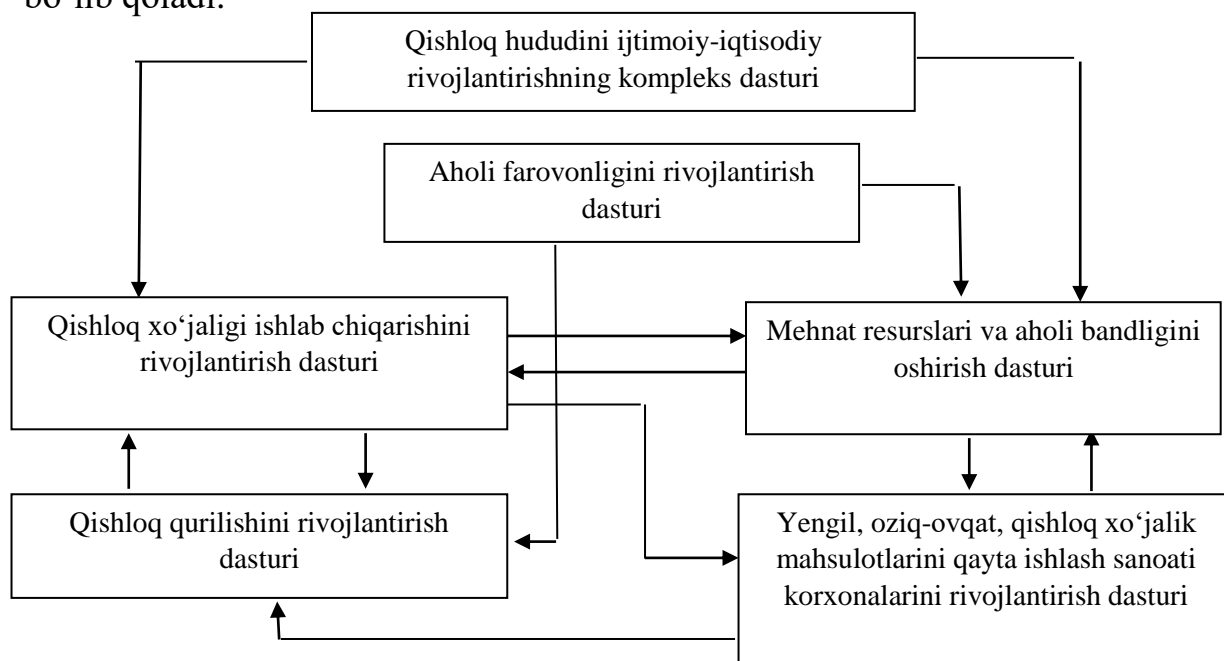 bo‘lib qoladi.
Qishloq hududini ijtimoiy-iqtisodiy
rivojlantirishning kompleks dasturi
Aholi farovonligini rivojlantirish
dasturi
Qishloq xo‘jaligi ishlab chiqarishini
rivojlantirish dasturi
Mehnat resurslari va aholi bandligini
oshirish dasturi
Qishloq qurilishini rivojlantirish
dasturi
Yengil, oziq-ovqat, qishloq xo‘jalik
mahsulotlarini qayta ishlash sanoati
korxonalarini rivojlantirish dasturi